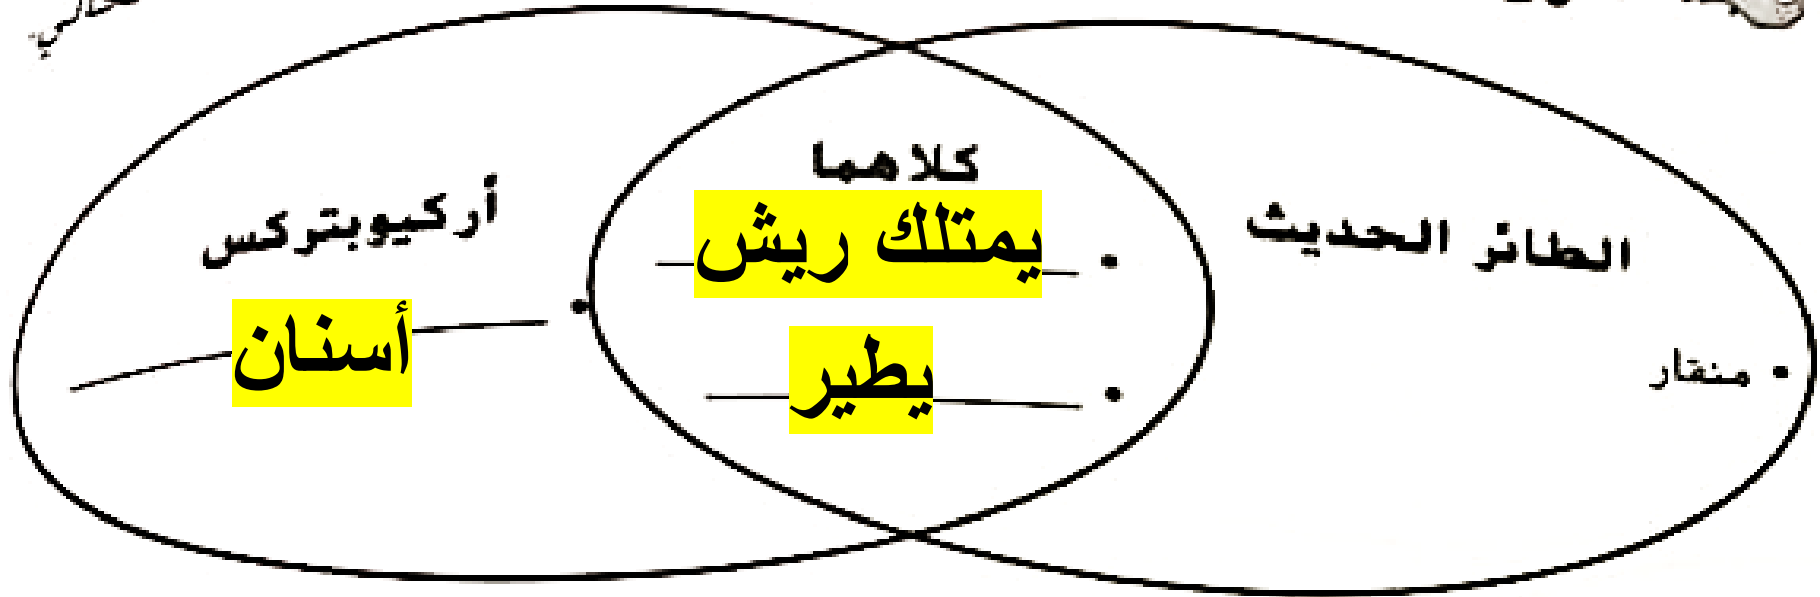 كلاهما
الطائر الحديث
أركيوبتركس
• يمتلك ريش
• يطير
• أسنان
• منقار